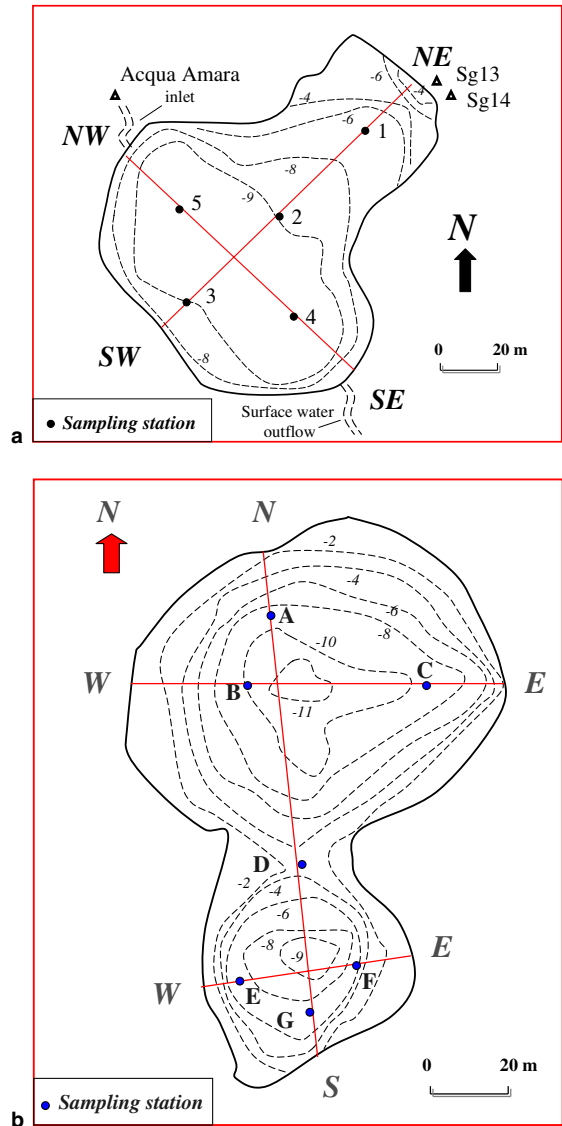 NE
-6
Sg13
-4
Sg14
Acqua Amara
inlet
-4
-6
1
NW
-8
-9
5
2
N
3
4
0 20 m
SW
-8
SE
Surface water
outflow
● Sampling station
a
N
N
-2
-4
A
-6
-8
-10
W
B
C
E
-11
D
-2
-4
-6
-8
-9
E
W
E
F
G
0 20 m
S
● Sampling station
b